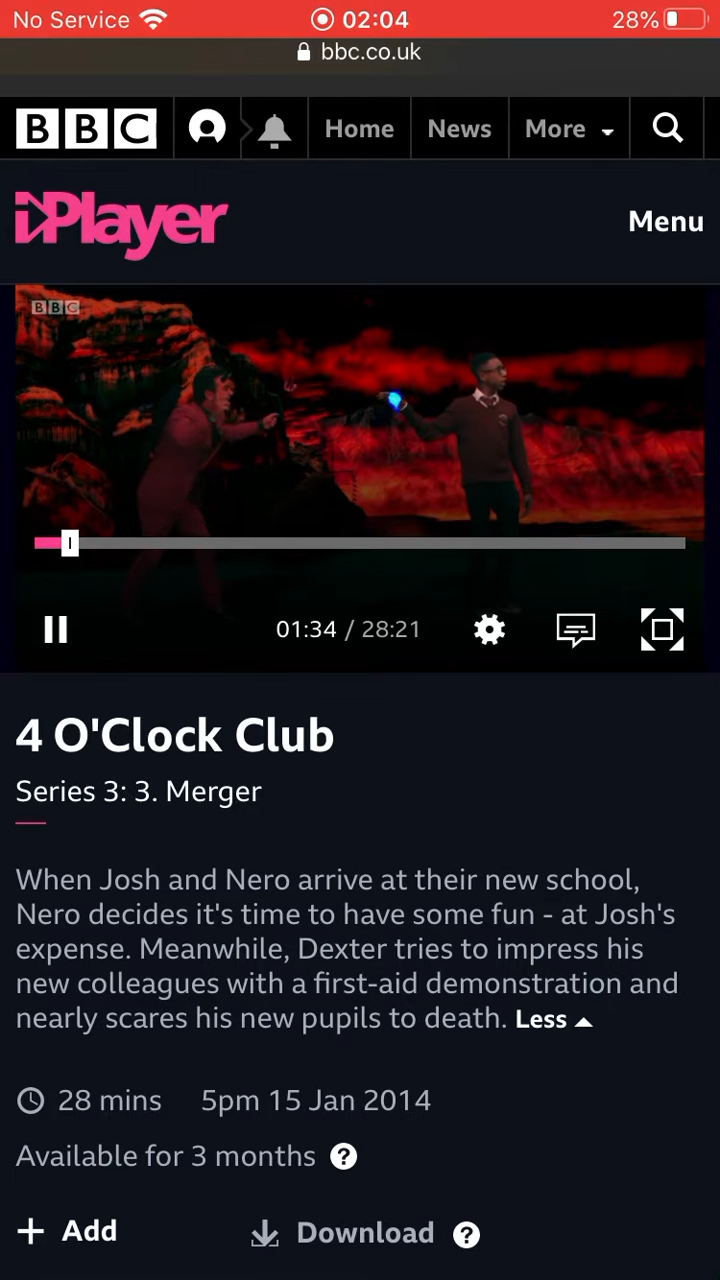 No Service 02:04 28%
bbc.co.uk
BBC Home News More
iPlayer Menu
BBC
01:34 / 28:21
4 O'Clock Club
Series 3: 3. Merger
When Josh and Nero arrive at their new school,
Nero decides it's time to have some fun - at Josh's
expense. Meanwhile, Dexter tries to impress his
new colleagues with a first-aid demonstration and
nearly scares his new pupils to death. Less
28 mins 5pm 15 Jan 2014
Available for 3 months ?
+ Add Download ?